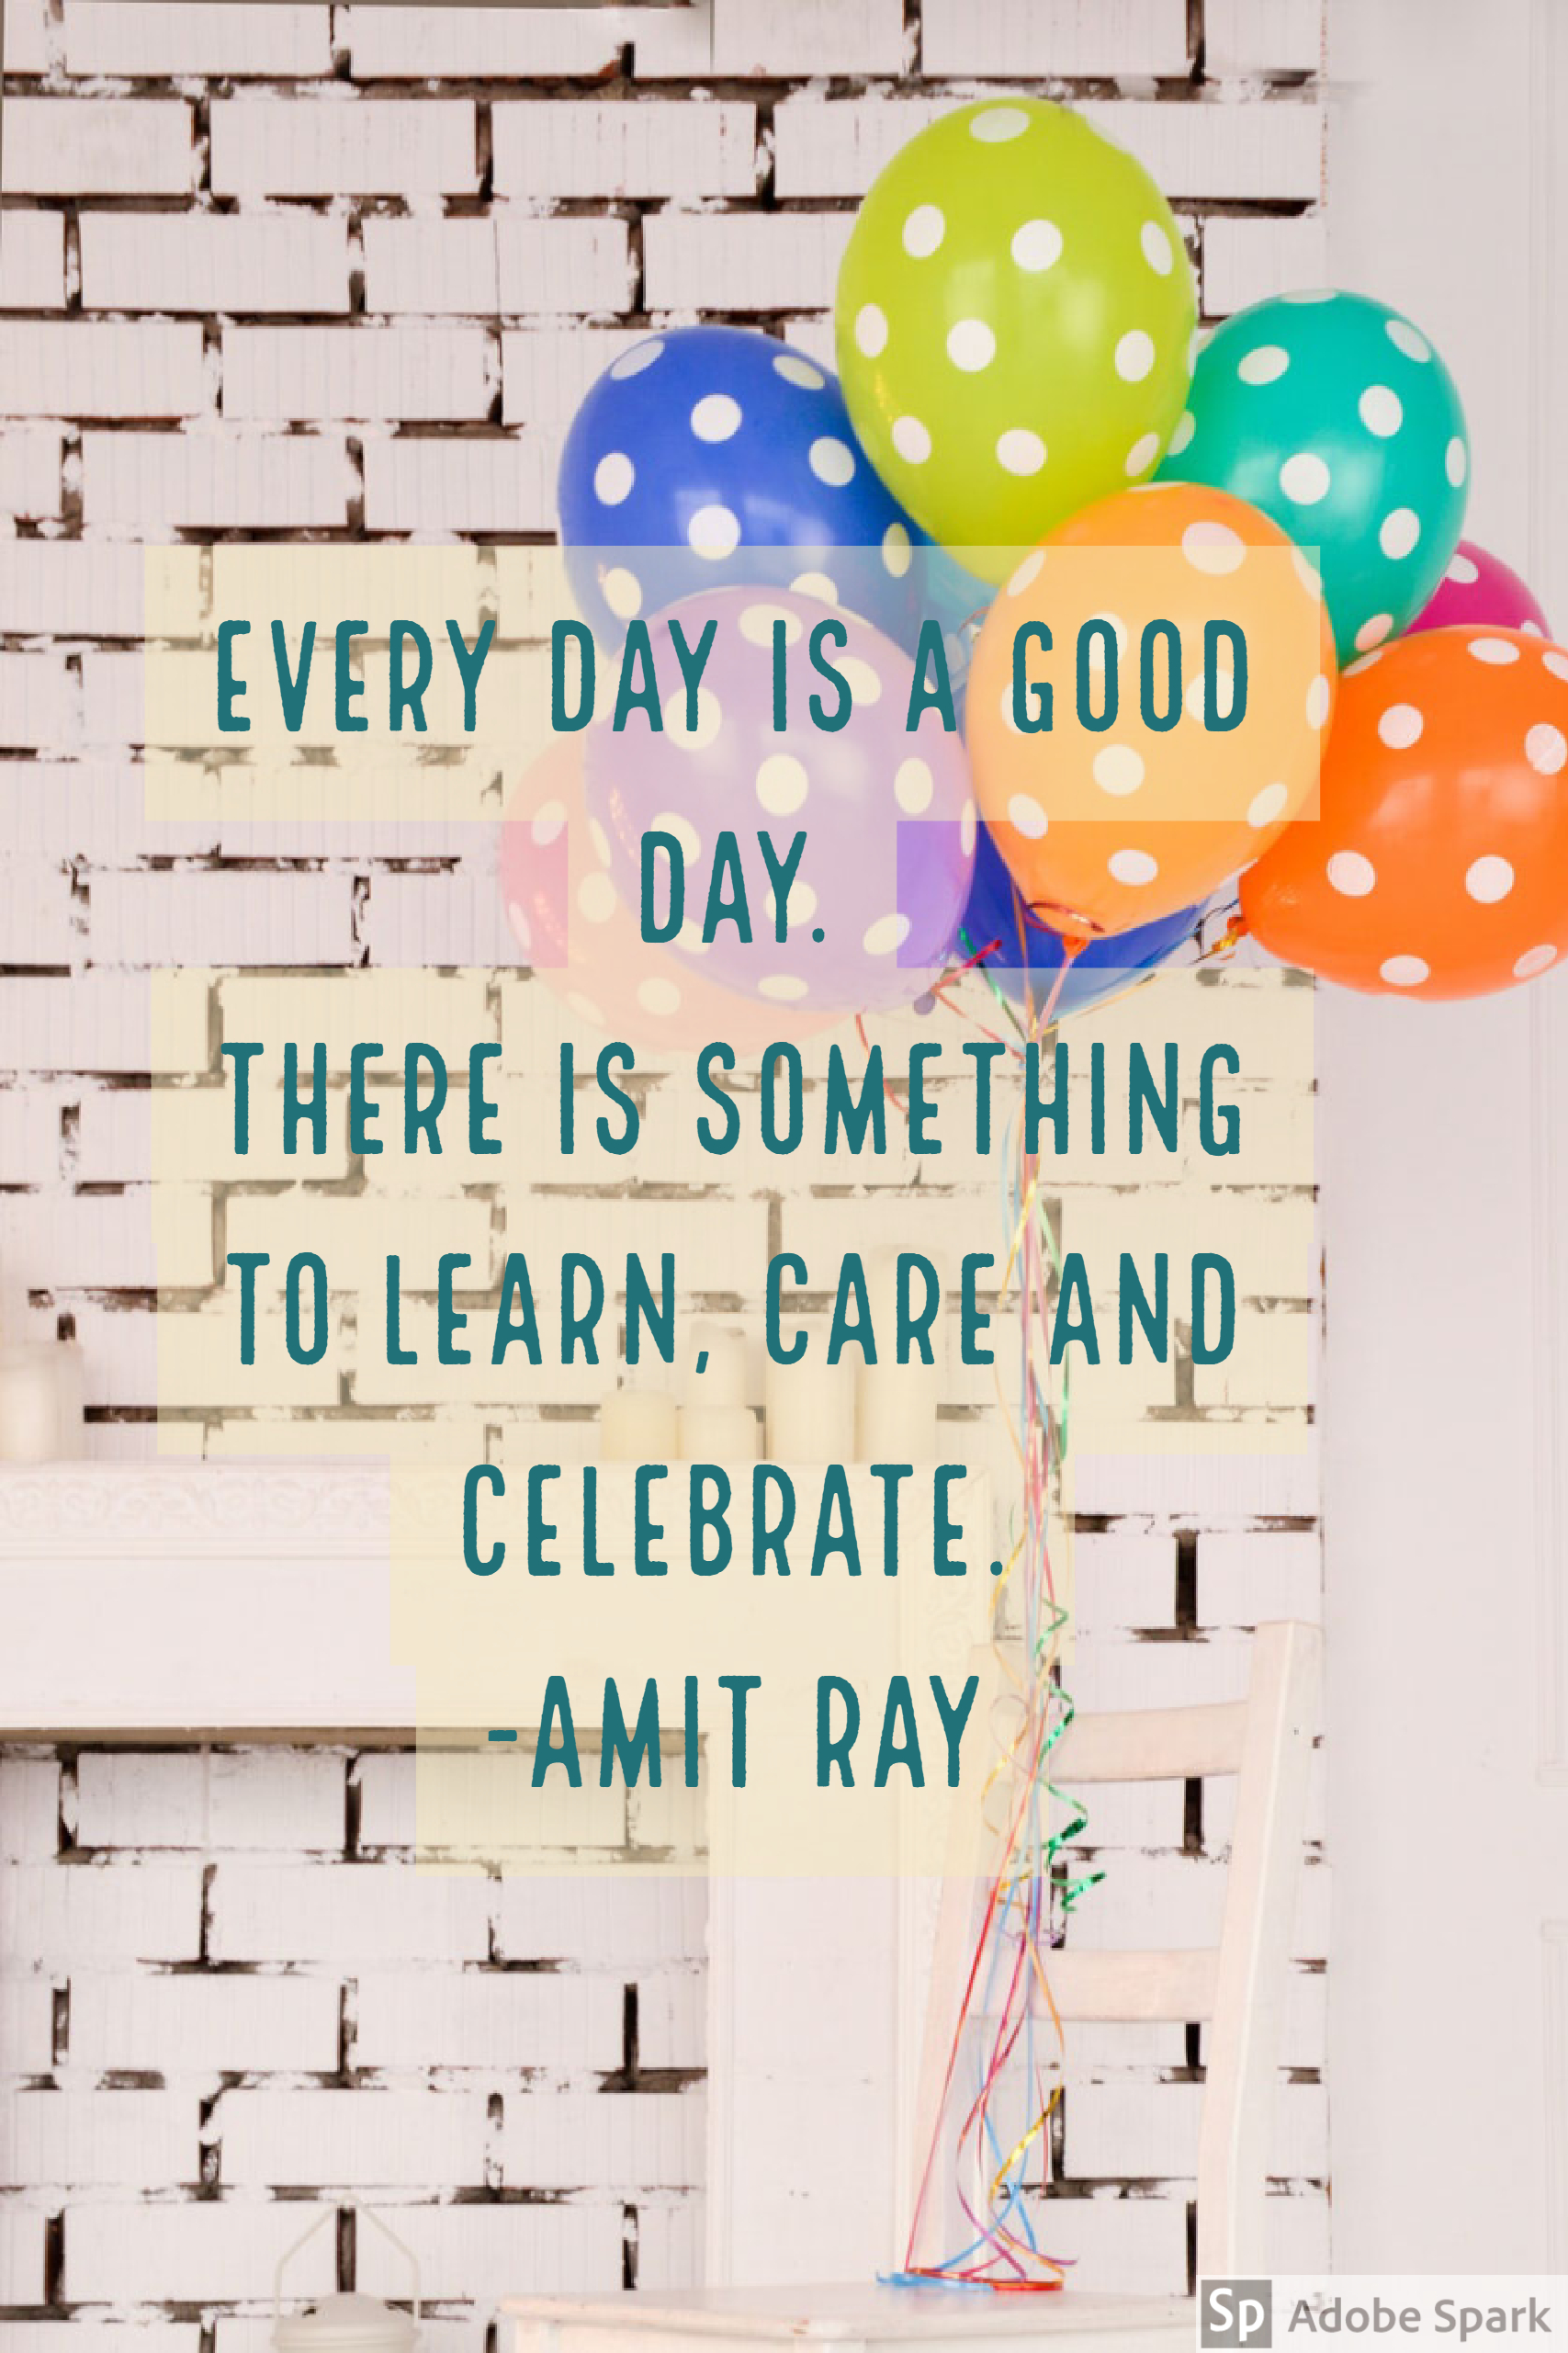 EVERY DAY IS A GOOD
DAY.
THERE IS SOMETHING
TO LEARN, CARE AND
CELEBRATE.
-AMIT RAY
Sp Adobe Spark